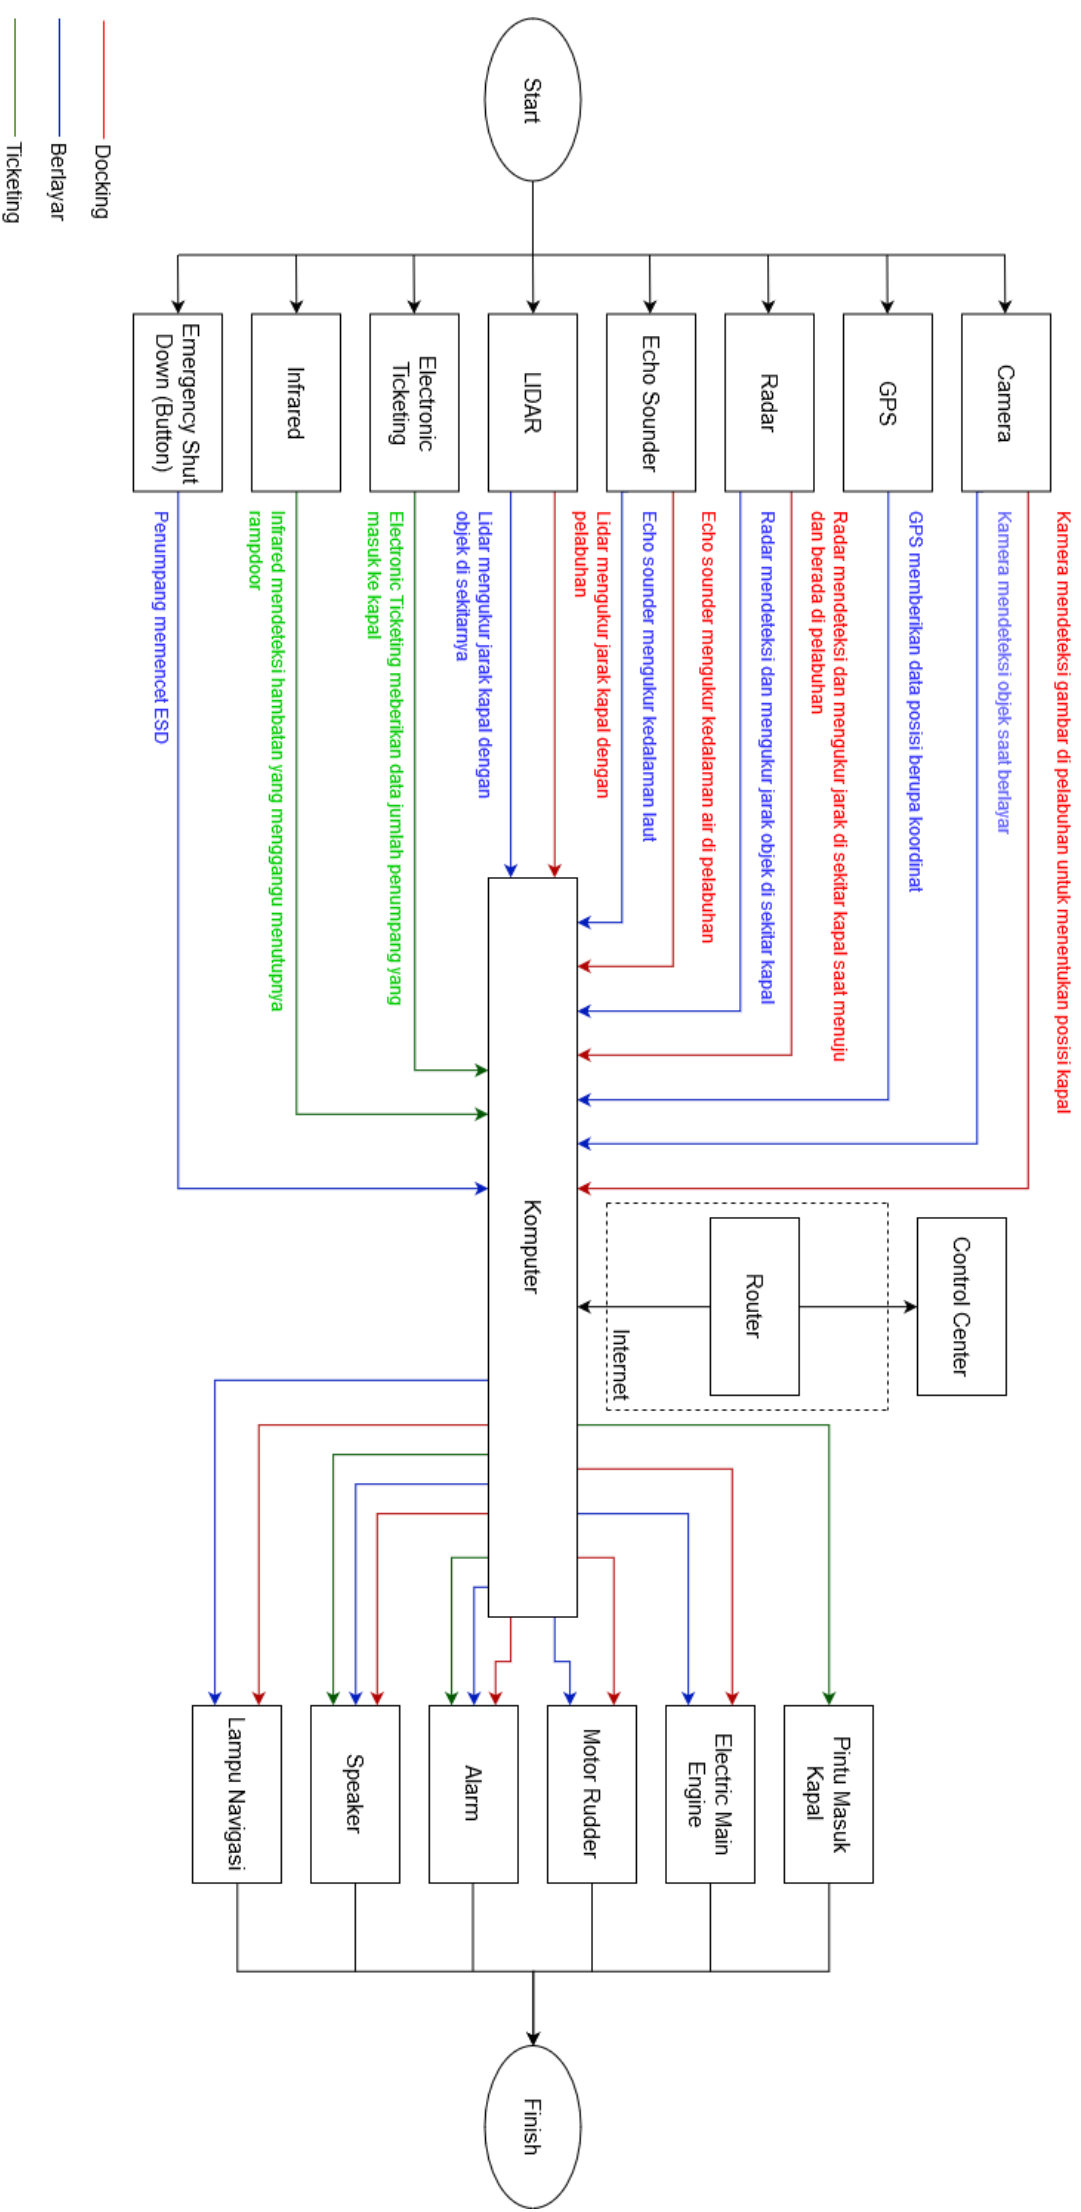 Start
Camera
GPS
Radar
Echo Sounder
LIDAR
Electronic
Ticketing
Infrared
Emergency Shut
Down (Button)
Kamera mendeteksi gambar di pelabuhan untuk menentukan posisi kapal
Kamera mendeteksi objek saat berlayar
GPS memberikan data posisi berupa koordinat
Radar mendeteksi dan mengukur jarak di sekitar kapal saat menuju
dan berada di pelabuhan
Radar mendeteksi dan mengukur jarak objek di sekitar kapal
Echo sounder mengukur kedalaman air di pelabuhan
Echo sounder mengukur kedalaman laut
Lidar mengukur jarak kapal dengan
pelabuhan
Lidar mengukur jarak kapal dengan
objek di sekitarnya
Electronic Ticketing meberikan data jumlah penumpang yang
masuk ke kapal
Infrared mendeteksi hambatan yang menggangu menutupnya
rampdoor
Penumpang memencet ESD
Control Center
Router
Internet
Komputer
Pintu Masuk
Kapal
Electric Main
Engine
Motor Rudder
Alarm
Speaker
Lampu Navigasi
Finish
Docking
Berlayar
Ticketing